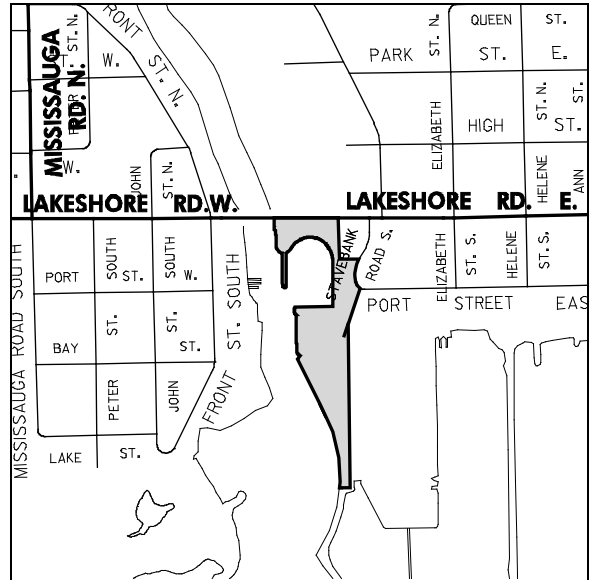 FRONT
ST. N.
QUEEN ST.
PARK ST. N. ST. E.
MISSISSAUGA
RD. N.
ST. N.
T. W.
ELIZABETH
HIGH ST.
ST. N.
ST.
HELENE
ANN
W.
JOHN
ST. N.
LAKESHORE RD.W.
LAKESHORE RD. E.
MISSISSAUGA ROAD SOUTH
PORT ST. W.
SOUTH
SOUTH
ST. SOUTH
FRONT
STAVEBANK
ROAD S.
ELIZABETH
ST. S.
HELENE
ST. S.
PORT STREET EAS
BAY ST.
ST.
ST.
PETER
JOHN
LAKE ST.